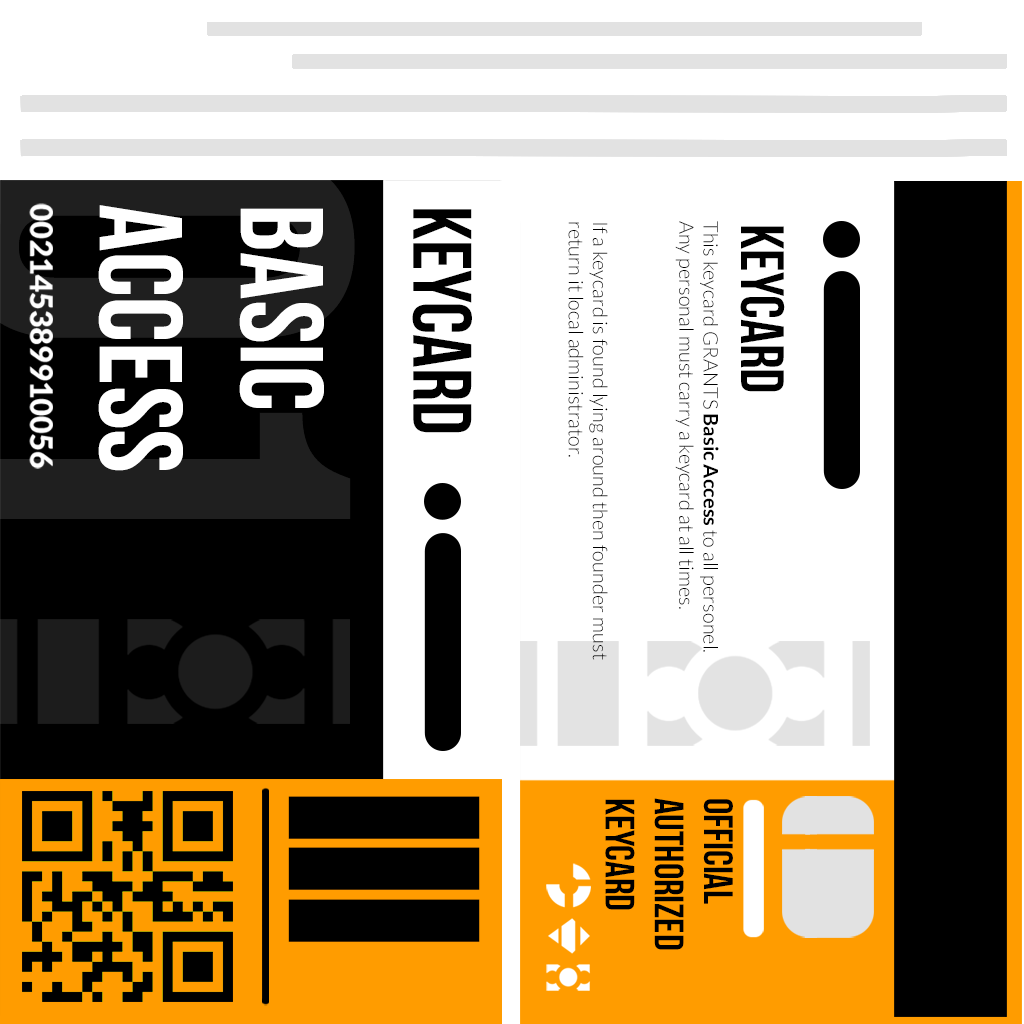 KEYCARD
BASIC
ACCESS
002145389910056
KEYCARD
This keycard GRANTS Basic Access to all personel.
Any personal must carry a keycard at all times.
If a keycard is found lying around then founder must
return it local administrator.
OFFICIAL
AUTHORIZED
KEYCARD